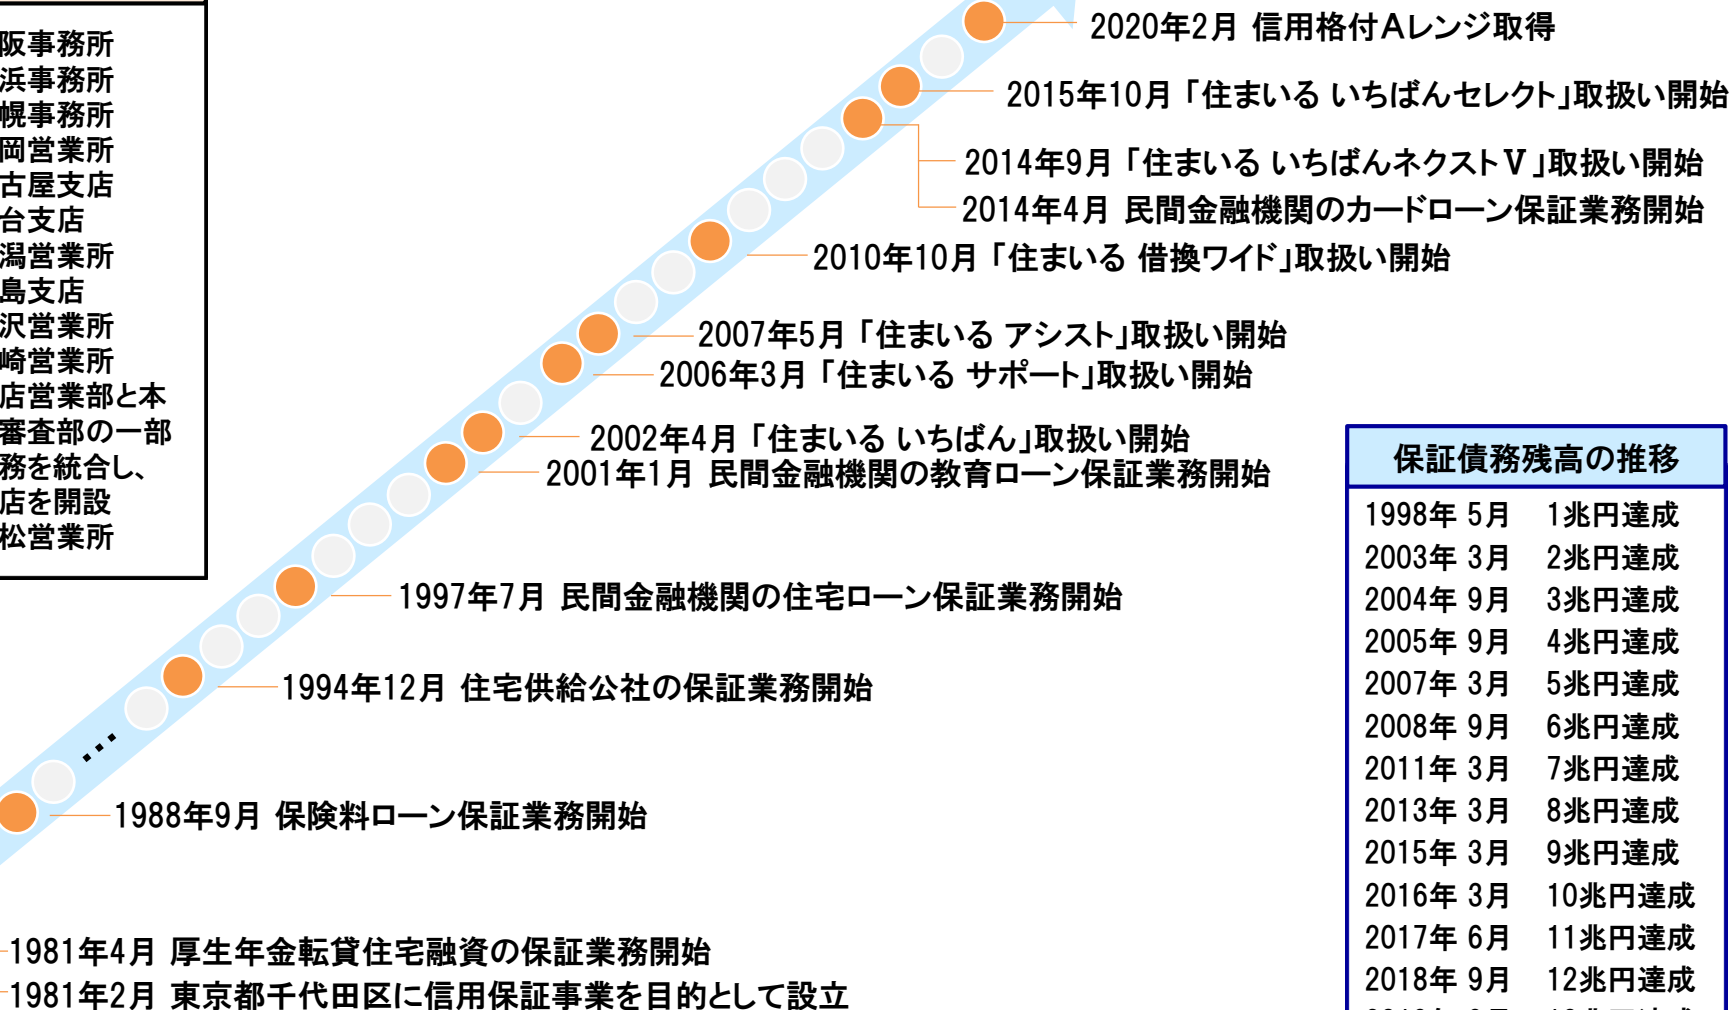 阪事務所
浜事務所
幌事務所
岡営業所
古屋支店
台支店
潟営業所
島支店
沢営業所
崎営業所
店営業部と本
審査部の一部
務を統合し、
店を開設
松営業所
2020年2月 信用格付Aレンジ取得
2015年10月「住まいる いちばんセレクト」取扱い開始
2014年9月「住まいる いちばんネクストⅤ」取扱い開始
2014年4月 民間金融機関のカードローン保証業務開始
2010年10月「住まいる 借換ワイド」取扱い開始
2007年5月「住まいる アシスト」取扱い開始
2006年3月「住まいる サポート」取扱い開始
2002年4月「住まいる いちばん」取扱い開始
2001年1月 民間金融機関の教育ローン保証業務開始
1997年7月 民間金融機関の住宅ローン保証業務開始
1994年12月 住宅供給公社の保証業務開始
…
1988年9月 保険料ローン保証業務開始
1981年4月 厚生年金転貸住宅融資の保証業務開始
1981年2月 東京都千代田区に信用保証事業を目的として設立
保証債務残高の推移
1998年 5月 1兆円達成
2003年 3月 2兆円達成
2004年 9月 3兆円達成
2005年 9月 4兆円達成
2007年 3月 5兆円達成
2008年 9月 6兆円達成
2011年 3月 7兆円達成
2013年 3月 8兆円達成
2015年 3月 9兆円達成
2016年 3月 10兆円達成
2017年 6月 11兆円達成
2018年 9月 12兆円達成